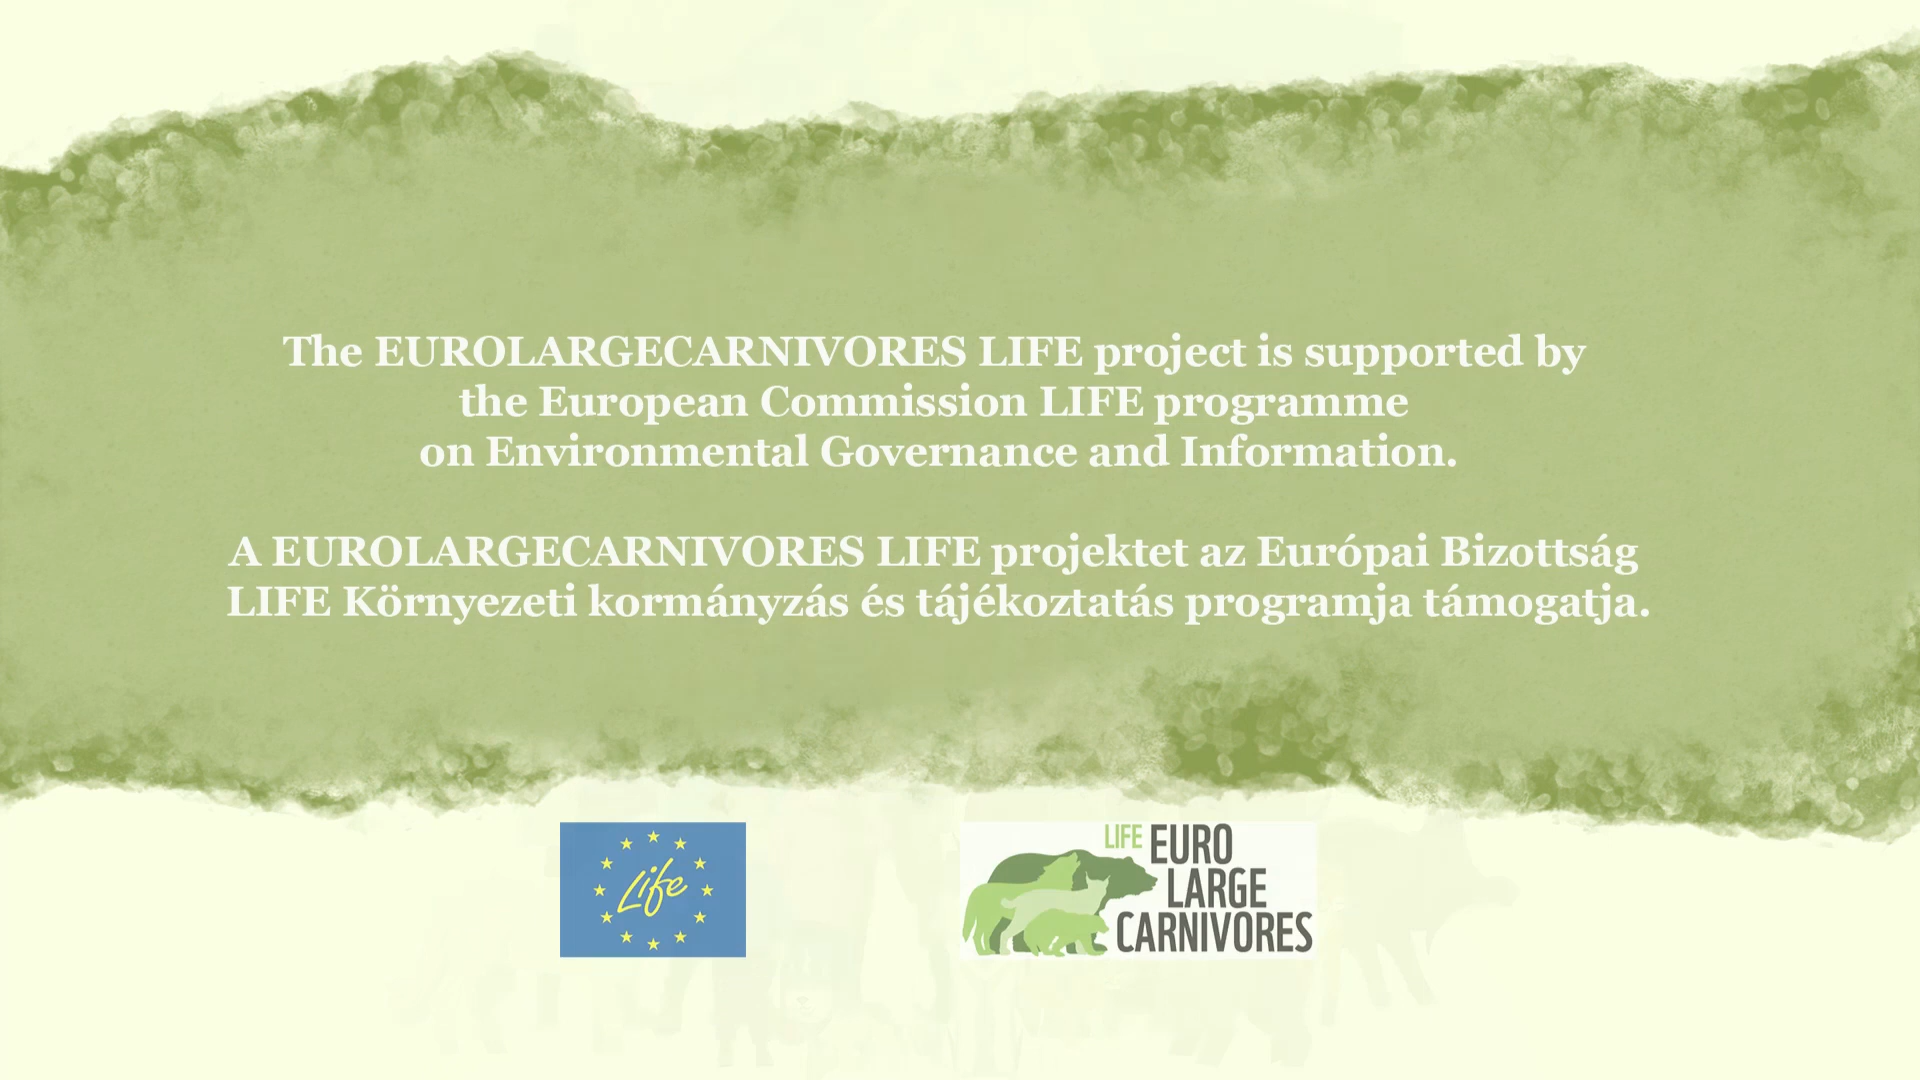 The EUROLARGECARNIVORES LIFE project is supported by
the European Commission LIFE programme
on Environmental Governance and Information.
A EUROLARGECARNIVORES LIFE projektet az Európai Bizottság
LIFE Környezeti kormányzás és tájékoztatás programja támogatja.
Life
LIFE EURO
LARGE
CARNIVORES